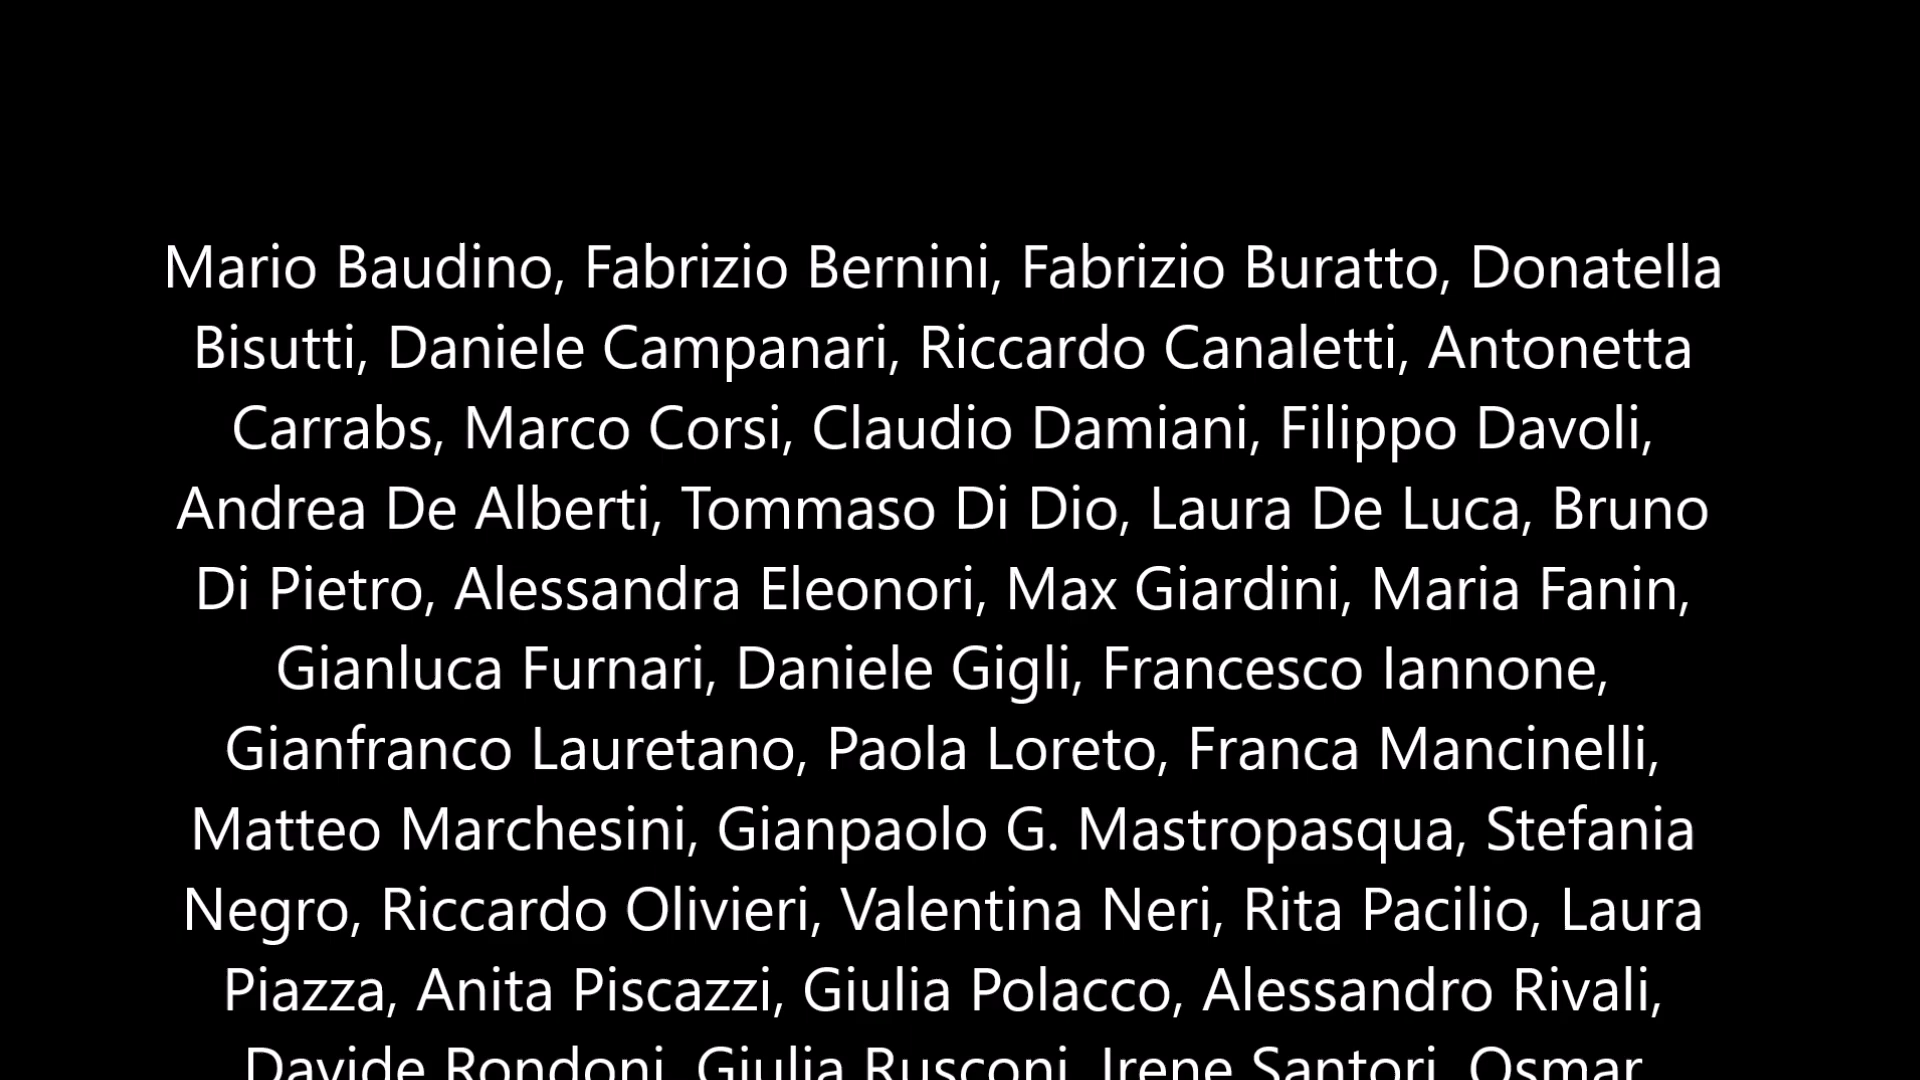 Mario Baudino, Fabrizio Bernini, Fabrizio Buratto, Donatella
Bisutti, Daniele Campanari, Riccardo Canaletti, Antonetta
Carrabs, Marco Corsi, Claudio Damiani, Filippo Davoli,
Andrea De Alberti, Tommaso Di Dio, Laura De Luca, Bruno
Di Pietro, Alessandra Eleonori, Max Giardini, Maria Fanin,
Gianluca Furnari, Daniele Gigli, Francesco Iannone,
Gianfranco Lauretano, Paola Loreto, Franca Mancinelli,
Matteo Marchesini, Gianpaolo G. Mastropasqua, Stefania
Negro, Riccardo Olivieri, Valentina Neri, Rita Pacilio, Laura
Piazza, Anita Piscazzi, Giulia Polacco, Alessandro Rivali,
Davide Rondoni, Giulia Rusconi, Irene Santori, Osmar